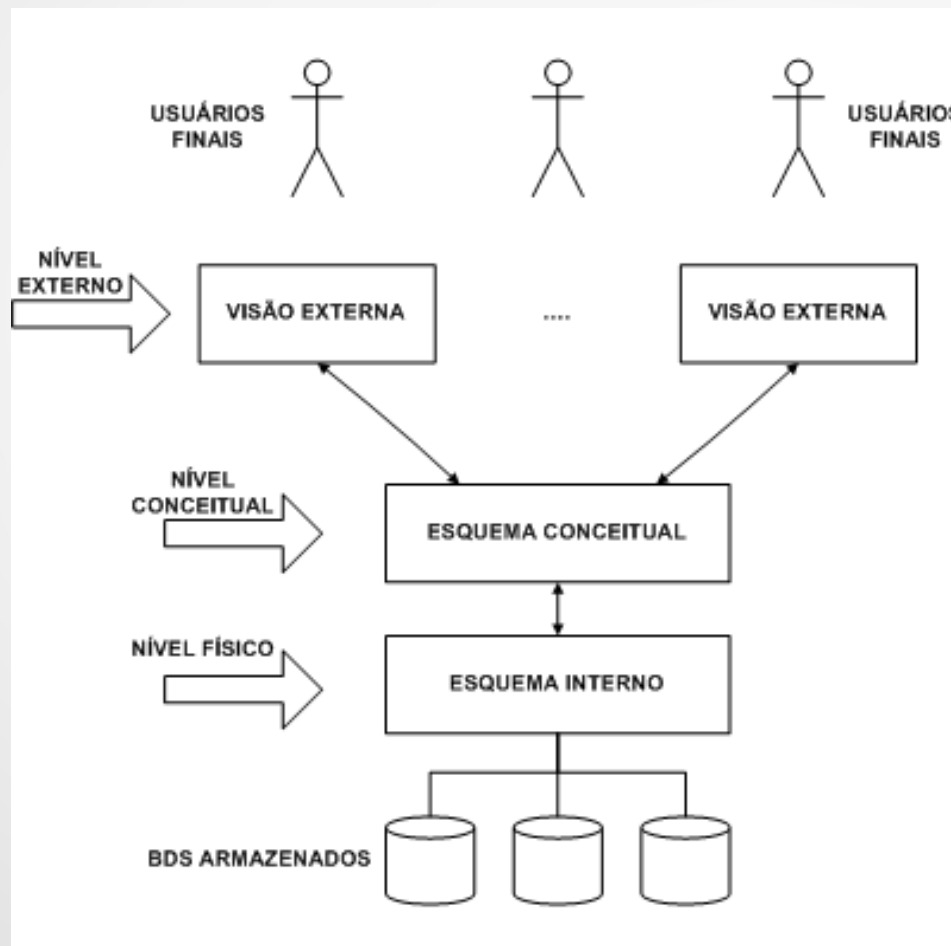 USUÁRIOS
FINAIS
USUÁRIOS
FINAIS
NÍVEL
EXTERNO
VISÃO EXTERNA
....
VISÃO EXTERNA
NÍVEL
CONCEITUAL
ESQUEMA CONCEITUAL
NÍVEL FÍSICO
ESQUEMA INTERNO
BDS ARMAZENADOS